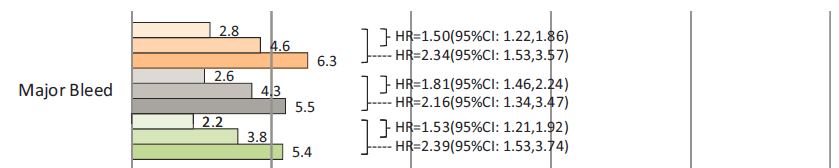 2.8
HR=1.50(95%CI: 1.22,1.86)
4.6
HR=2.34(95%CI: 1.53,3.57)
6.3
2.6
HR=1.81(95%CI: 1.46,2.24)
Major Bleed
4.3
HR=2.16(95%CI: 1.34,3.47)
5.5
2.2
HR=1.53(95%CI: 1.21,1.92)
3.8
HR=2.39(95%CI: 1.53,3.74)
5.4